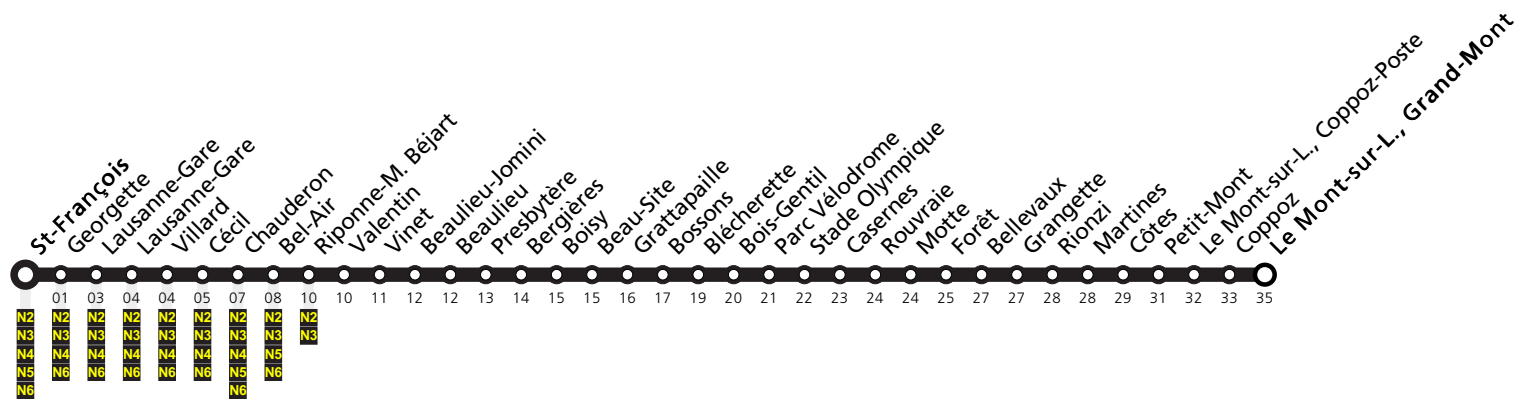 St-François
Georgette
Lausanne-Gare
Lausanne-Gare
Villard
Cécil
Chauderon
Bel-Air
Riponne-M. Béjart
Valentin
Vinet
Beaulieu-Jomini
Beaulieu
Presbytère
Bergières
Boisy
Beau-Site
Grattapaille
Bossons
Blécherette
Bois-Gentil
Parc Vélodrome
Stade Olympique
Casernes
Rouvraie
Motte
Forêt
Bellevaux
Grangette
Rionzi
Martines
Côtes
Petit-Mont
Le Mont-sur-L., Coppoz-Poste
Coppoz
Le Mont-sur-L., Grand-Mont
01 03 04 04 05 07 08 10 10 11 12 12 13 14 15 15 16 17 19 20 21 22 23 24 24 25 27 27 28 28 29 31 32 33 35
N2 N2 N2 N2 N2 N2 N2 N2 N2
N3 N3 N3 N3 N3 N3 N3 N3 N3
N4 N4 N4 N4 N4 N4 N4 N5
N5 N6 N6 N6 N6 N6 N5 N6
N6 N6